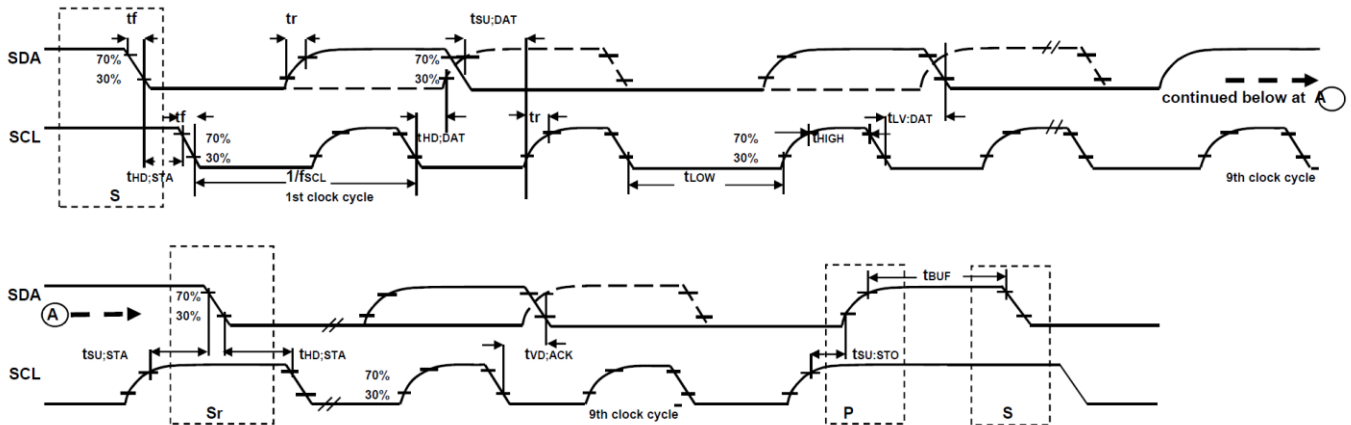 tf
tr
tSU;DAT
SDA
70%
30%
70%
30%
continued below at A
SCL
tf
70%
30%
tHD;DAT
tr
70%
30%
tHIGH
tLV:DAT
tHD;STA
1/fSCL
1st clock cycle
tLOW
9th clock cycle
S
SDA
A
70%
30%
tBUF
SCL
tSU;STA
tHD;STA
70%
30%
tVD;ACK
tSU:STO
Sr
9th clock cycle
P
S